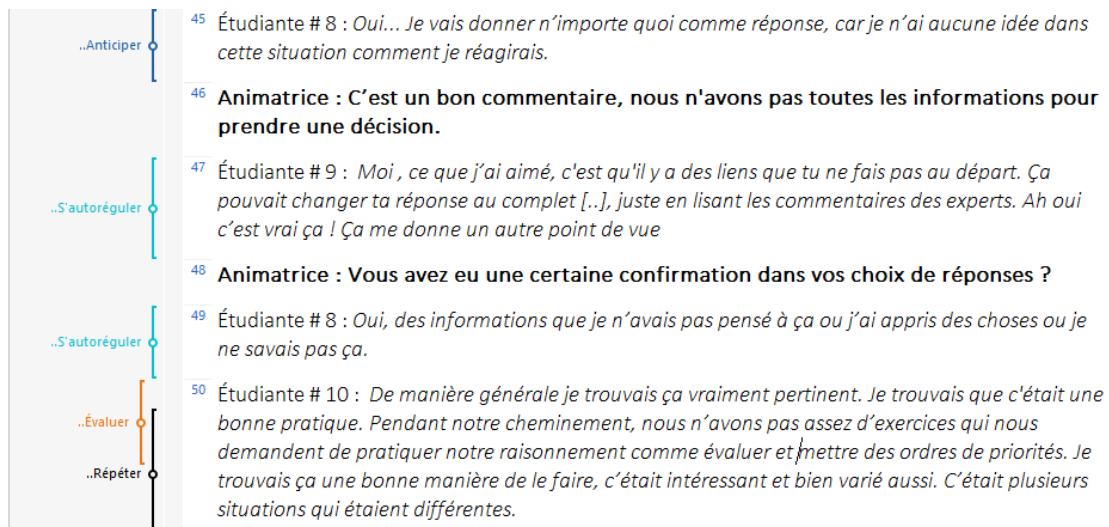 45 Étudiante # 8 : Oui... Je vais donner n’importe quoi comme réponse, car je n’ai aucune idée dans
..Anticiper cette situation comment je réagirais.
46 Animatrice : C’est un bon commentaire, nous n'avons pas toutes les informations pour
prendre une décision.
47 Étudiante # 9 : Moi , ce que j’ai aimé, c'est qu'il y a des liens que tu ne fais pas au départ. Ça
..S'autoréguler pouvait changer ta réponse au complet [..], juste en lisant les commentaires des experts. Ah oui
c’est vrai ça ! Ça me donne un autre point de vue
48 Animatrice : Vous avez eu une certaine confirmation dans vos choix de réponses ?
49 Étudiante # 8 : Oui, des informations que je n’avais pas pensé à ça ou j’ai appris des choses ou je
..S'autoréguler ne savais pas ça.
50 Étudiante # 10 : De manière générale je trouvais ça vraiment pertinent. Je trouvais que c'était une
..Évaluer bonne pratique. Pendant notre cheminement, nous n’avons pas assez d’exercices qui nous
demandent de pratiquer notre raisonnement comme évaluer et mettre des ordres de priorités. Je
..Répéter trouvais ça une bonne manière de le faire, c’était intéressant et bien varié aussi. C’était plusieurs
situations qui étaient différentes.